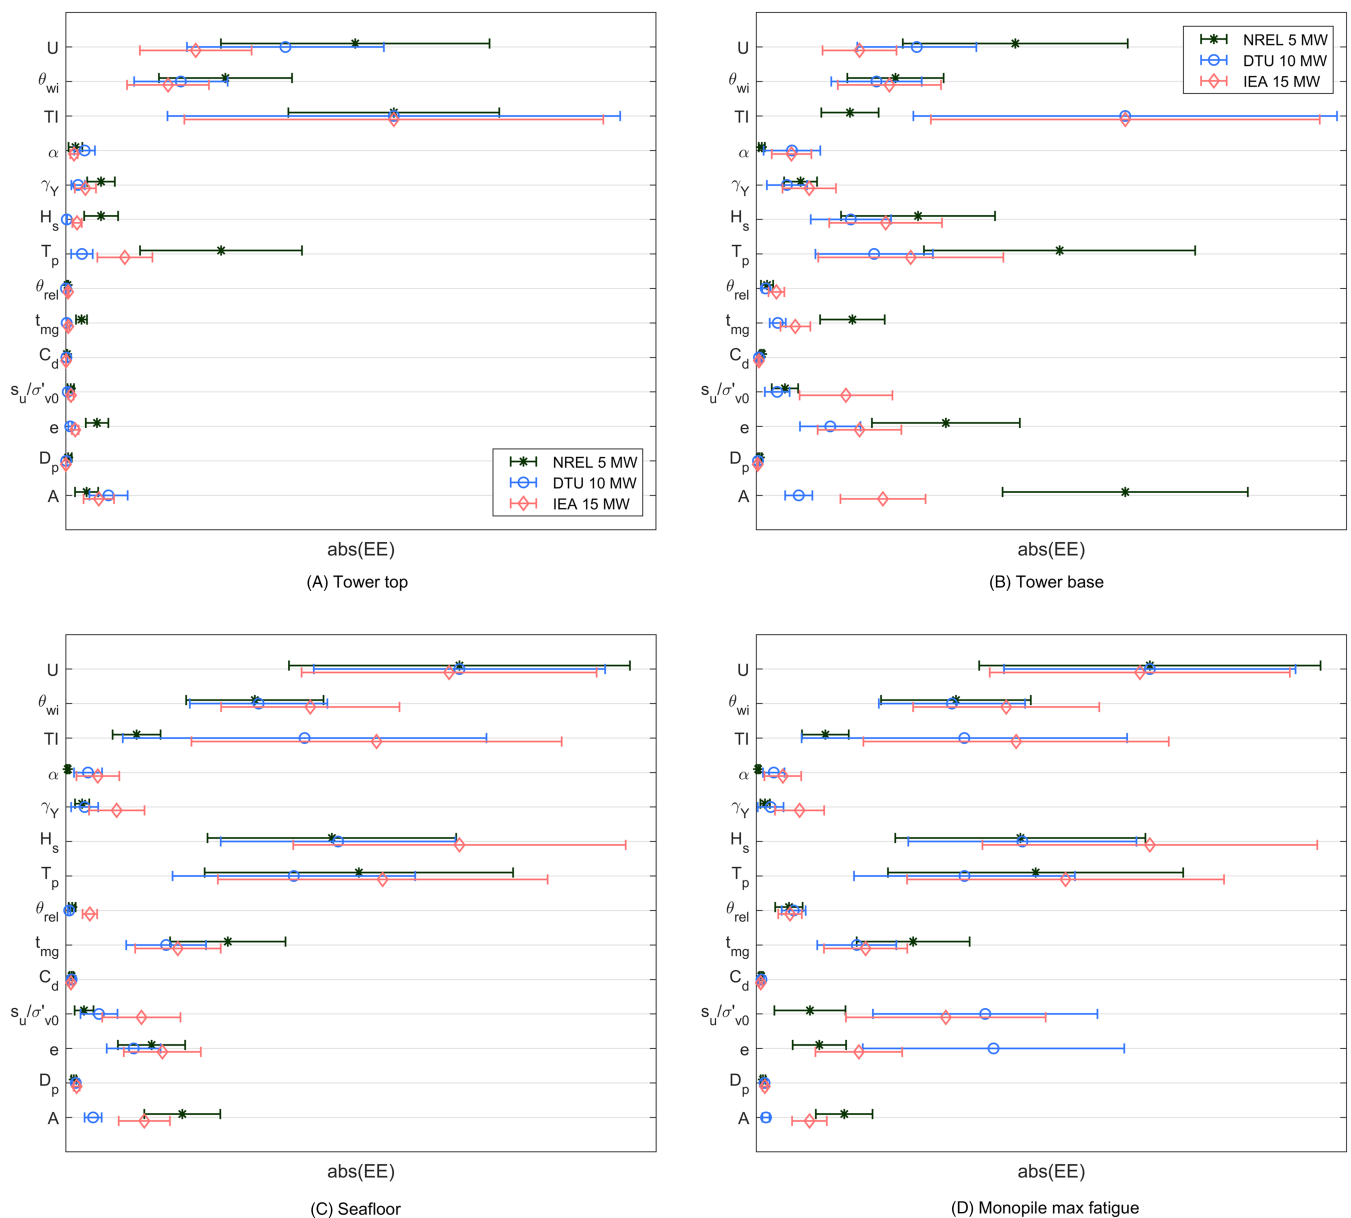 U
θwi
TI
α
γY
Hs
Tp
θrel
tmg
Cd
su/σ'v0
e
Dp
A
NREL 5 MW
DTU 10 MW
IEA 15 MW
abs(EE)
(A) Tower top
U
θwi
TI
α
γY
Hs
Tp
θrel
tmg
Cd
su/σ'v0
e
Dp
A
NREL 5 MW
DTU 10 MW
IEA 15 MW
abs(EE)
(B) Tower base
U
θwi
TI
α
γY
Hs
Tp
θrel
tmg
Cd
su/σ'v0
e
Dp
A
abs(EE)
(C) Seafloor
U
θwi
TI
α
γY
Hs
Tp
θrel
tmg
Cd
su/σ'v0
e
Dp
A
abs(EE)
(D) Monopile max fatigue